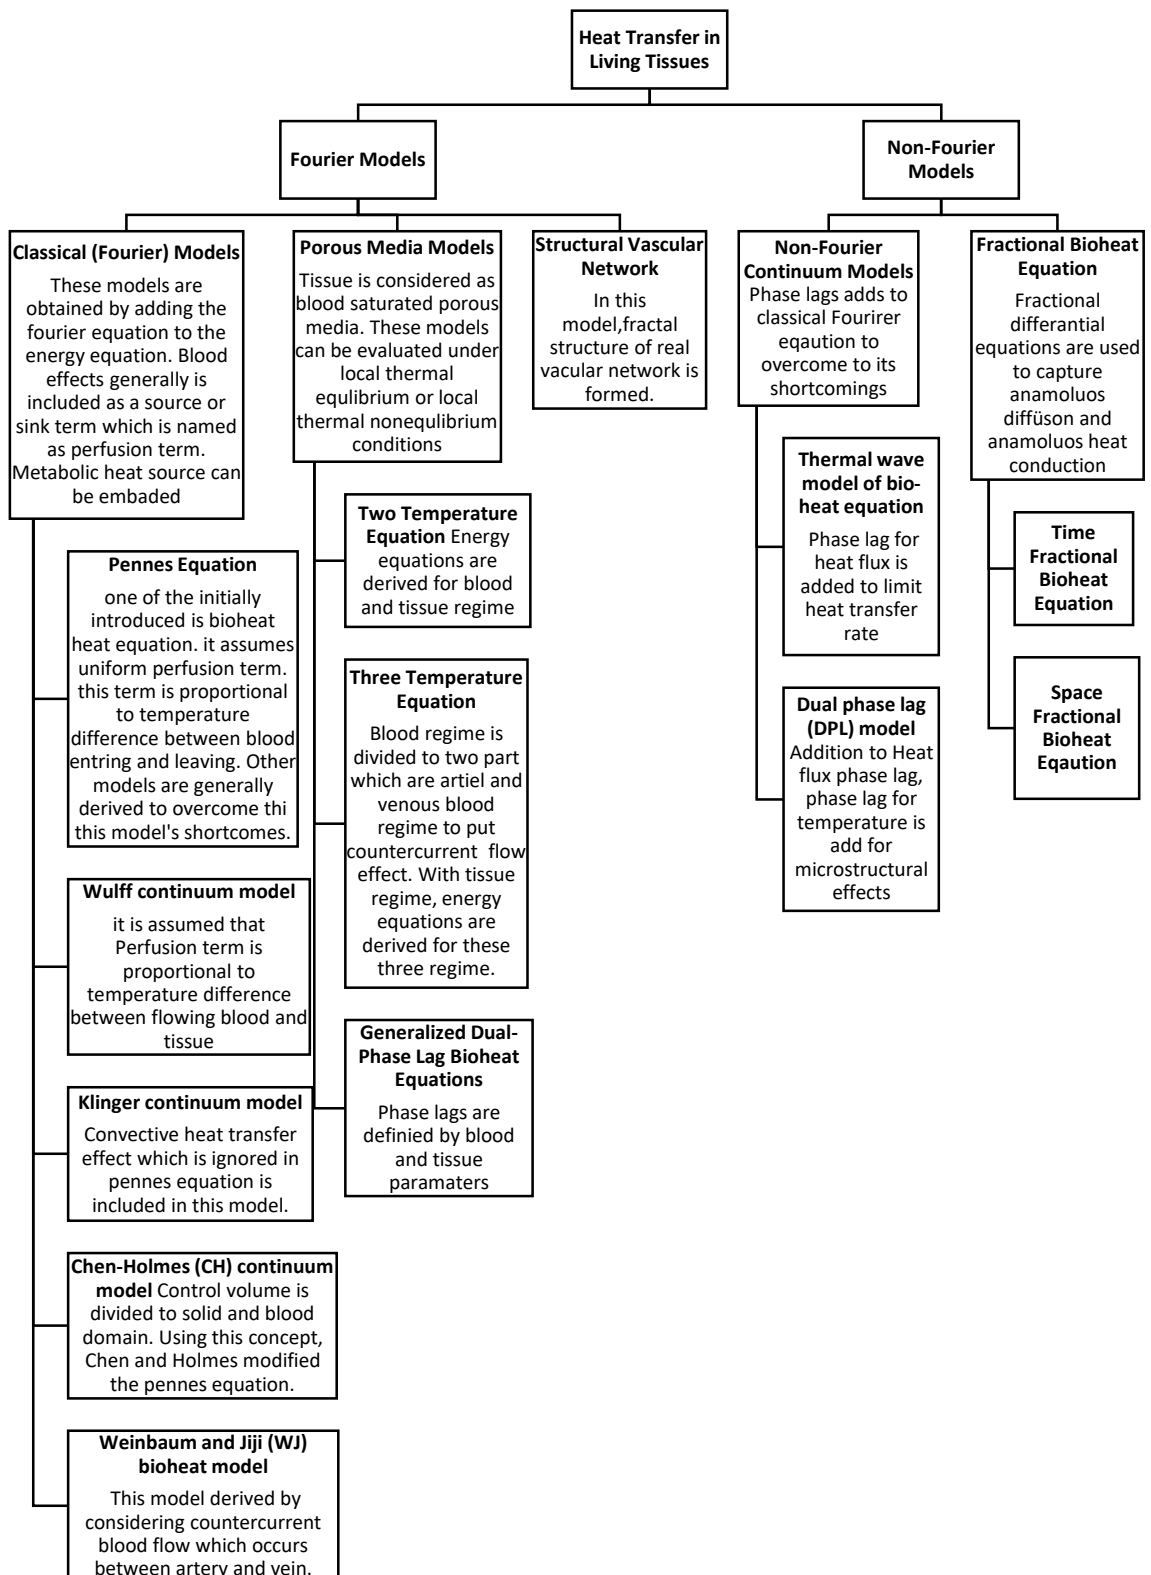 Heat Transfer in
Living Tissues
Fourier Models
Non-Fourier
Models
Classical (Fourier) Models
These models are
obtained by adding the
fourier equation to the
energy equation. Blood
effects generally is
included as a source or
sink term which is named
as perfusion term.
Metabolic heat source can
be embaded
Pennes Equation
one of the initially
introduced is bioheat
heat equation. it assumes
uniform perfusion term.
this term is proportional
to temperature
difference between blood
entring and leaving. Other
models are generally
derived to overcome thi
this model's shortcomes.
Wulff continuum model
it is assumed that
Perfusion term is
proportional to
temperature difference
between flowing blood and
tissue
Klinger continuum model
Convective heat transfer
effect which is ignored in
pennes equation is
included in this model.
Chen-Holmes (CH) continuum
model Control volume is
divided to solid and blood
domain. Using this concept,
Chen and Holmes modified
the pennes equation.
Weinbaum and Jiji (WJ)
bioheat model
This model derived by
considering countercurrent
blood flow which occurs
between artery and vein.
Porous Media Models
Tissue is considered as
blood saturated porous
media. These models
can be evaluated under
local thermal
equlibrium or local
thermal nonequlibrium
conditions
Two Temperature
Equation Energy
equations are
derived for blood
and tissue regime
Three Temperature
Equation
Blood regime is
divided to two part
which are artiel and
venous blood
regime to put
countercurrent flow
effect. With tissue
regime, energy
equations are
derived for these
three regime.
Generalized Dual-
Phase Lag Bioheat
Equations
Phase lags are
definied by blood
and tissue
paramaters
Structural Vascular
Network
In this
model,fractal
structure of real
vacular network is
formed.
Non-Fourier
Continuum Models
Phase lags adds to
classical Fourirer
eqaution to
overcome to its
shortcomings
Thermal wave
model of bio-
heat equation
Phase lag for
heat flux is
added to limit
heat transfer
rate
Dual phase lag
(DPL) model
Addition to Heat
flux phase lag,
phase lag for
temperature is
add for
microstructural
effects
Fractional Bioheat
Equation
Fractional
differantial
equations are used
to capture
anamoluos
diffüson and
anamoluos heat
conduction
Time
Fractional
Bioheat
Equation
Space
Fractional
Bioheat
Eqaution